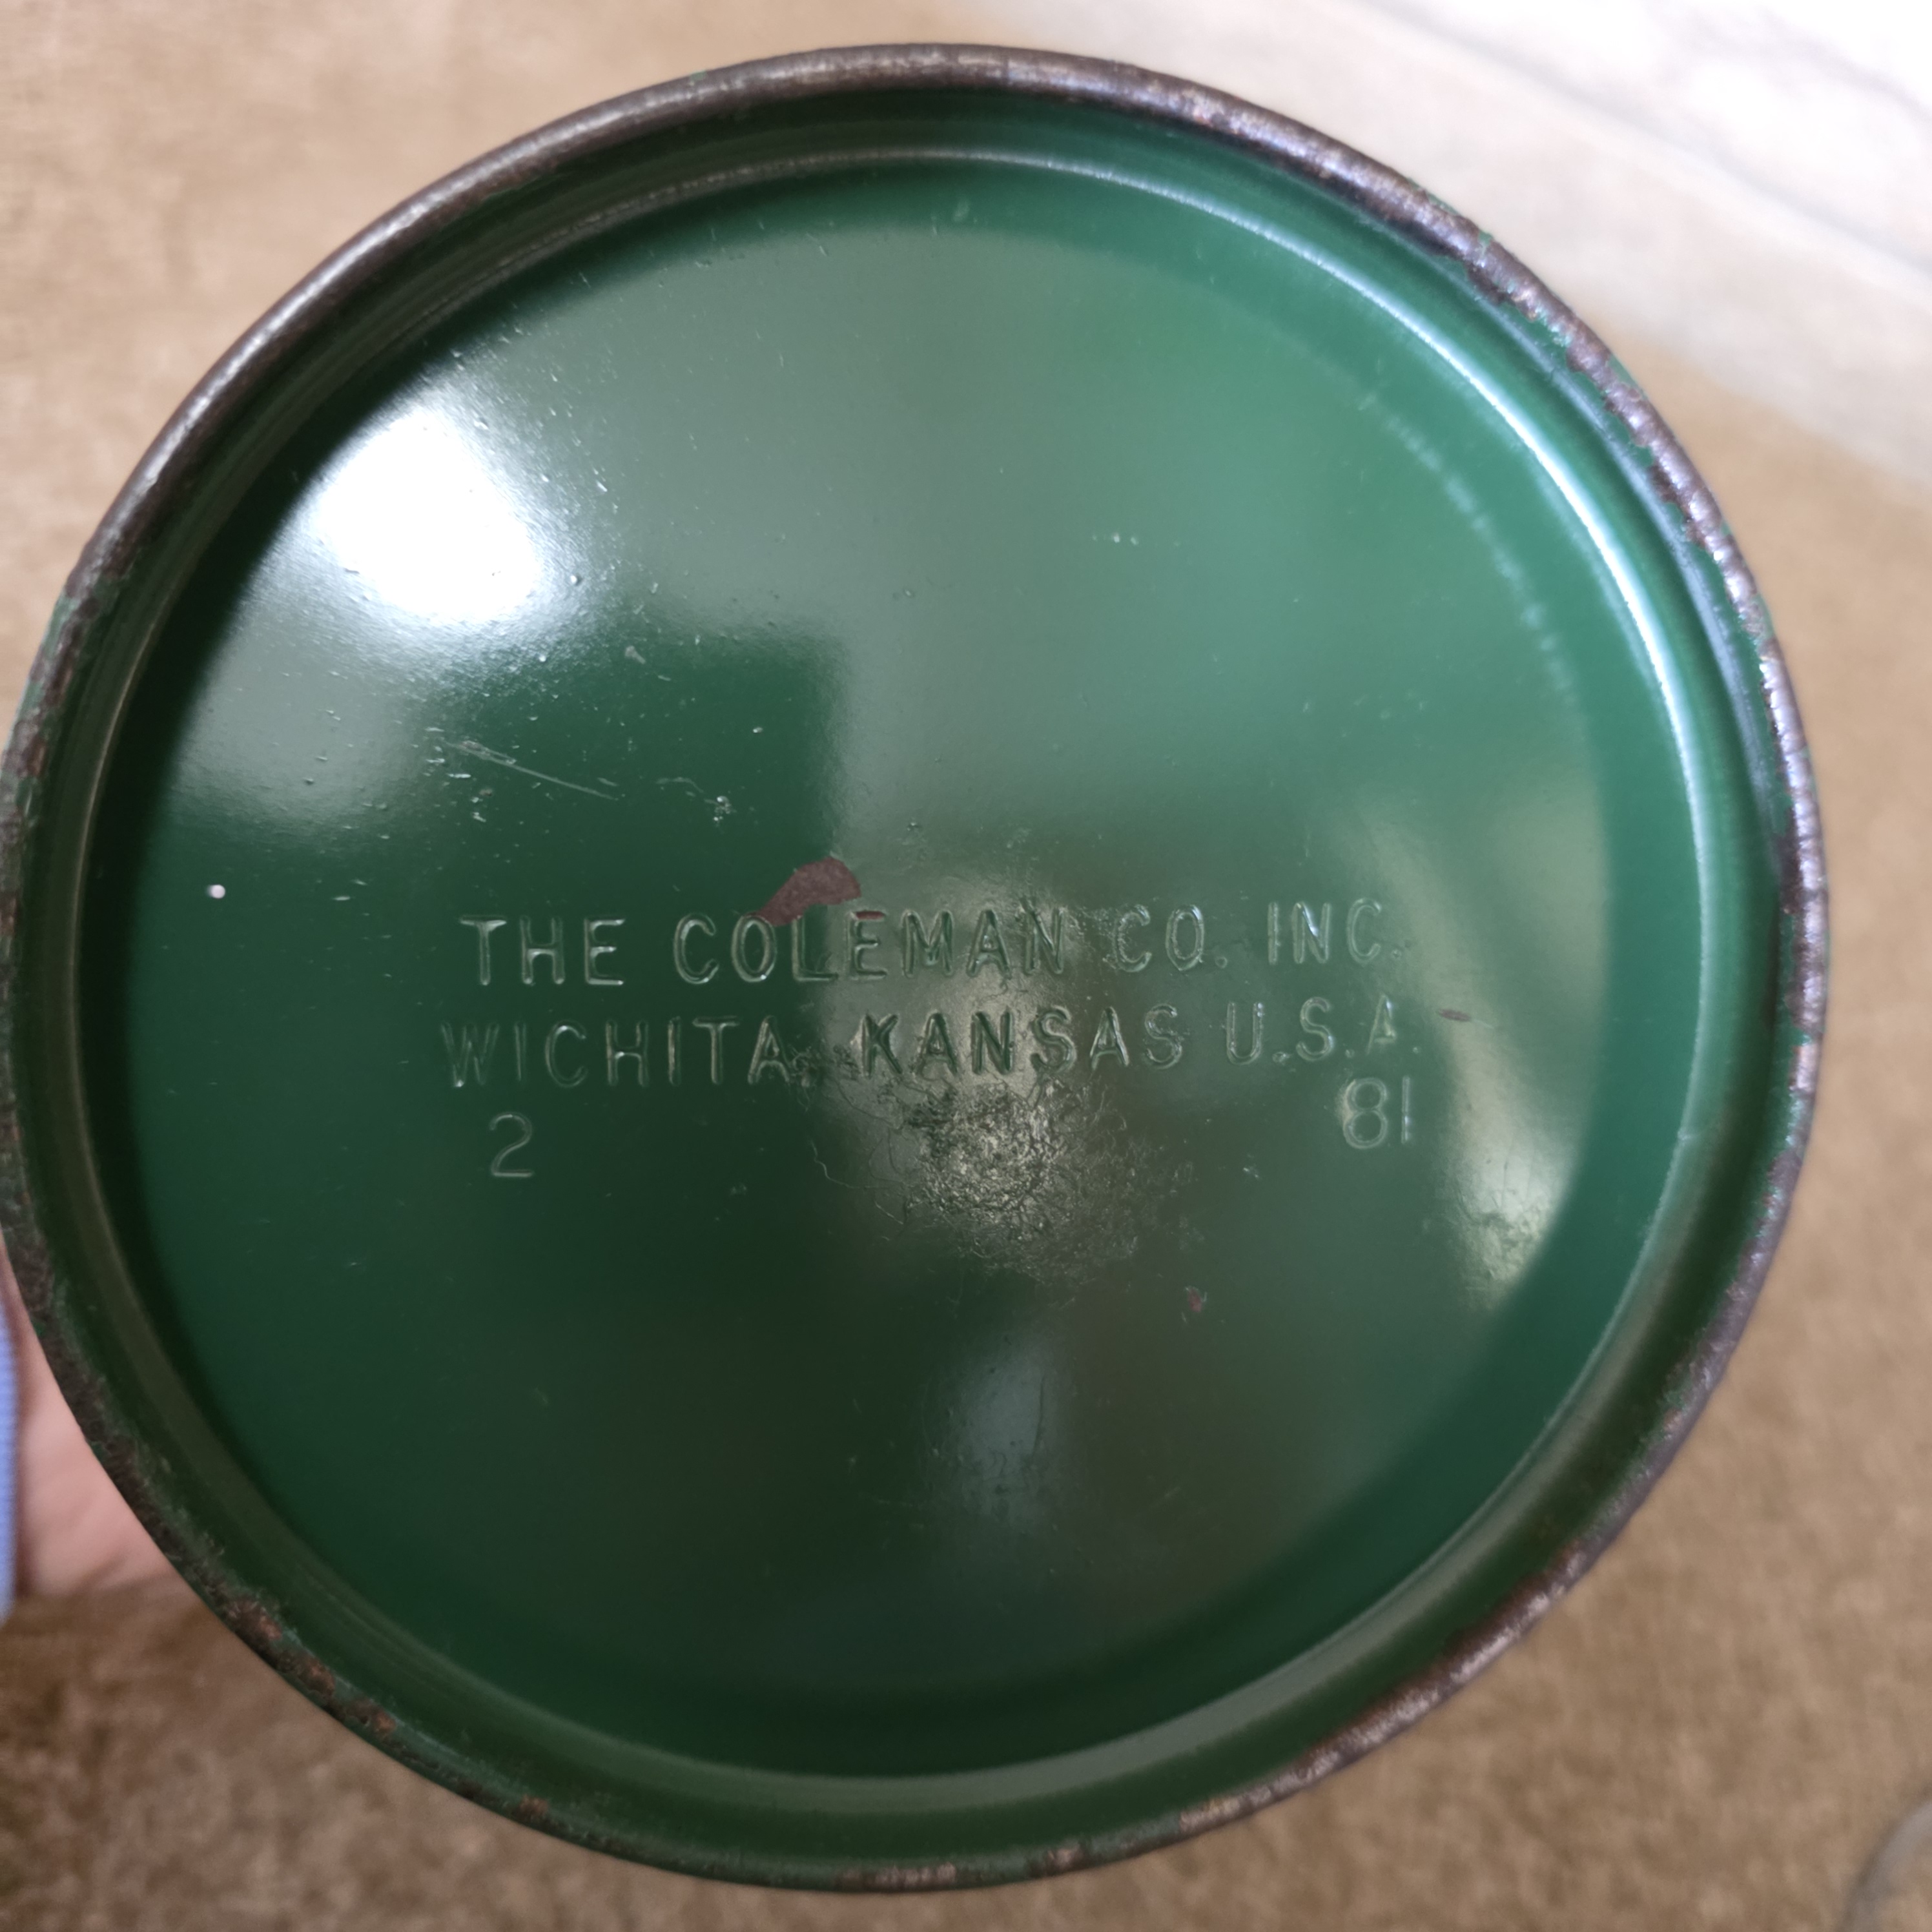 THE COLEMAN CO. INC.
WICHITA, KANSAS U.S.A.
2 81